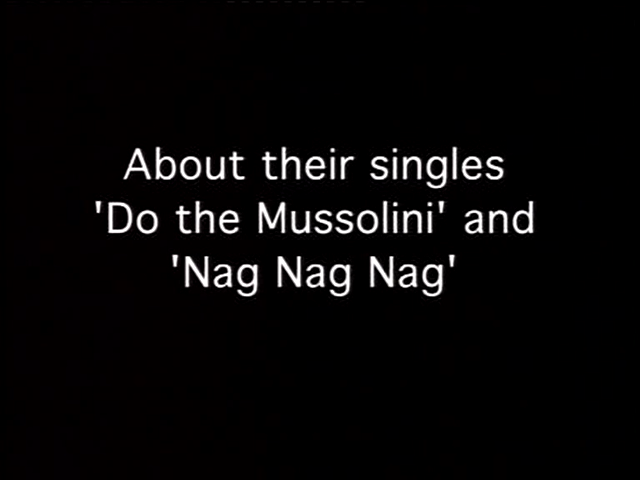 About their singles
'Do the Mussolini' and
'Nag Nag Nag'